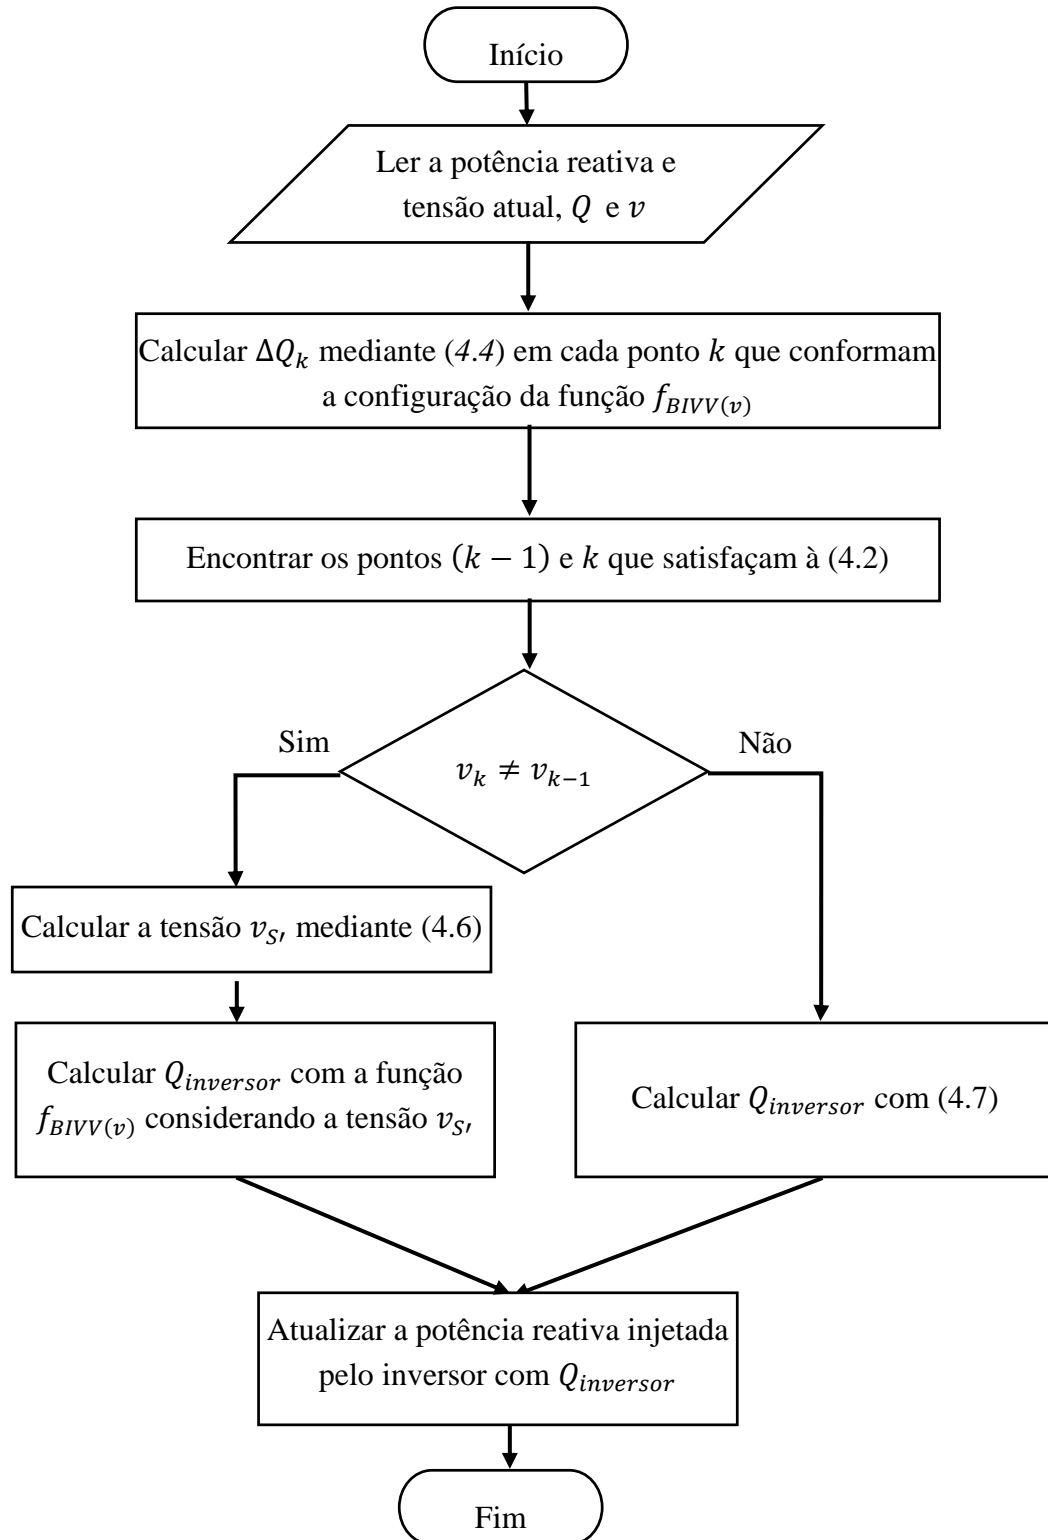 Início
Ler a potência reativa e
tensão atual, Q e v
Calcular ΔQₖ mediante (4.4) em cada ponto k que conformam
a configuração da função f_BIVV(v)
Encontrar os pontos (k − 1) e k que satisfaçam à (4.2)
Sim
Não
vₖ ≠ vₖ₋₁
Calcular a tensão v_S′ mediante (4.6)
Calcular Q_inversor com a função
f_BIVV(v) considerando a tensão v_S′
Calcular Q_inversor com (4.7)
Atualizar a potência reativa injetada
pelo inversor com Q_inversor
Fim